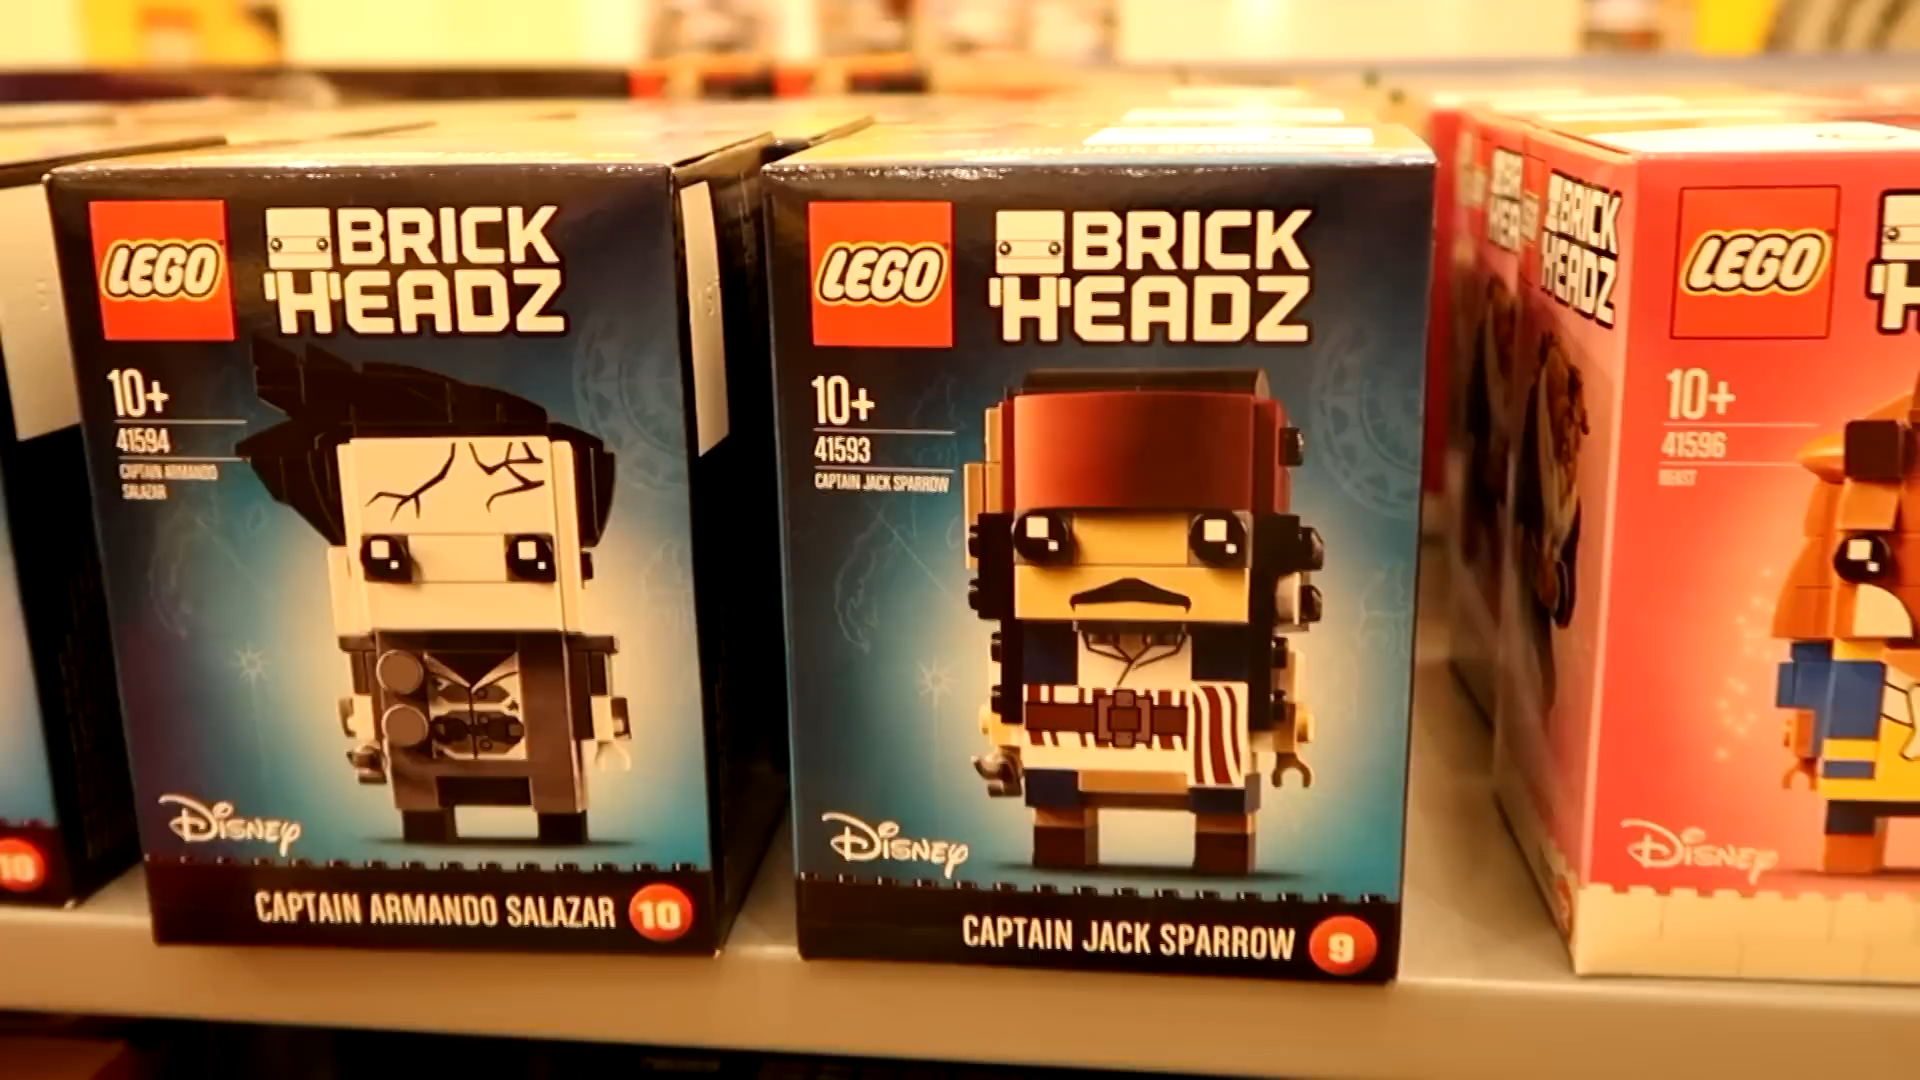 LEGO
BRICK
HEADZ
10+
41594
CAPTAIN ARMANDO
SALAZAR
Disney
CAPTAIN ARMANDO SALAZAR 10
LEGO
BRICK
HEADZ
10+
41593
CAPTAIN JACK SPARROW
Disney
CAPTAIN JACK SPARROW 9
BRICK
HEADZ
LEGO
10+
41596
BEAST
Disney
10